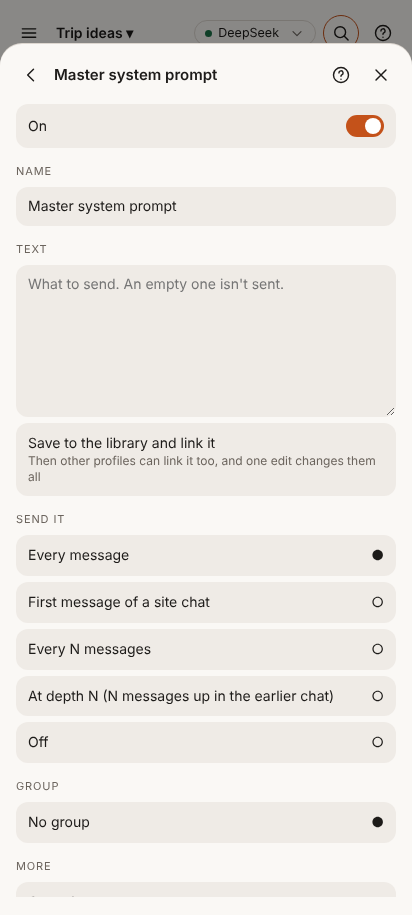 Trip ideas ▾
DeepSeek
Master system prompt
On
NAME
Master system prompt
TEXT
What to send. An empty one isn't sent.
Save to the library and link it
Then other profiles can link it too, and one edit changes them
all
SEND IT
Every message
First message of a site chat
Every N messages
At depth N (N messages up in the earlier chat)
Off
GROUP
No group
MORE